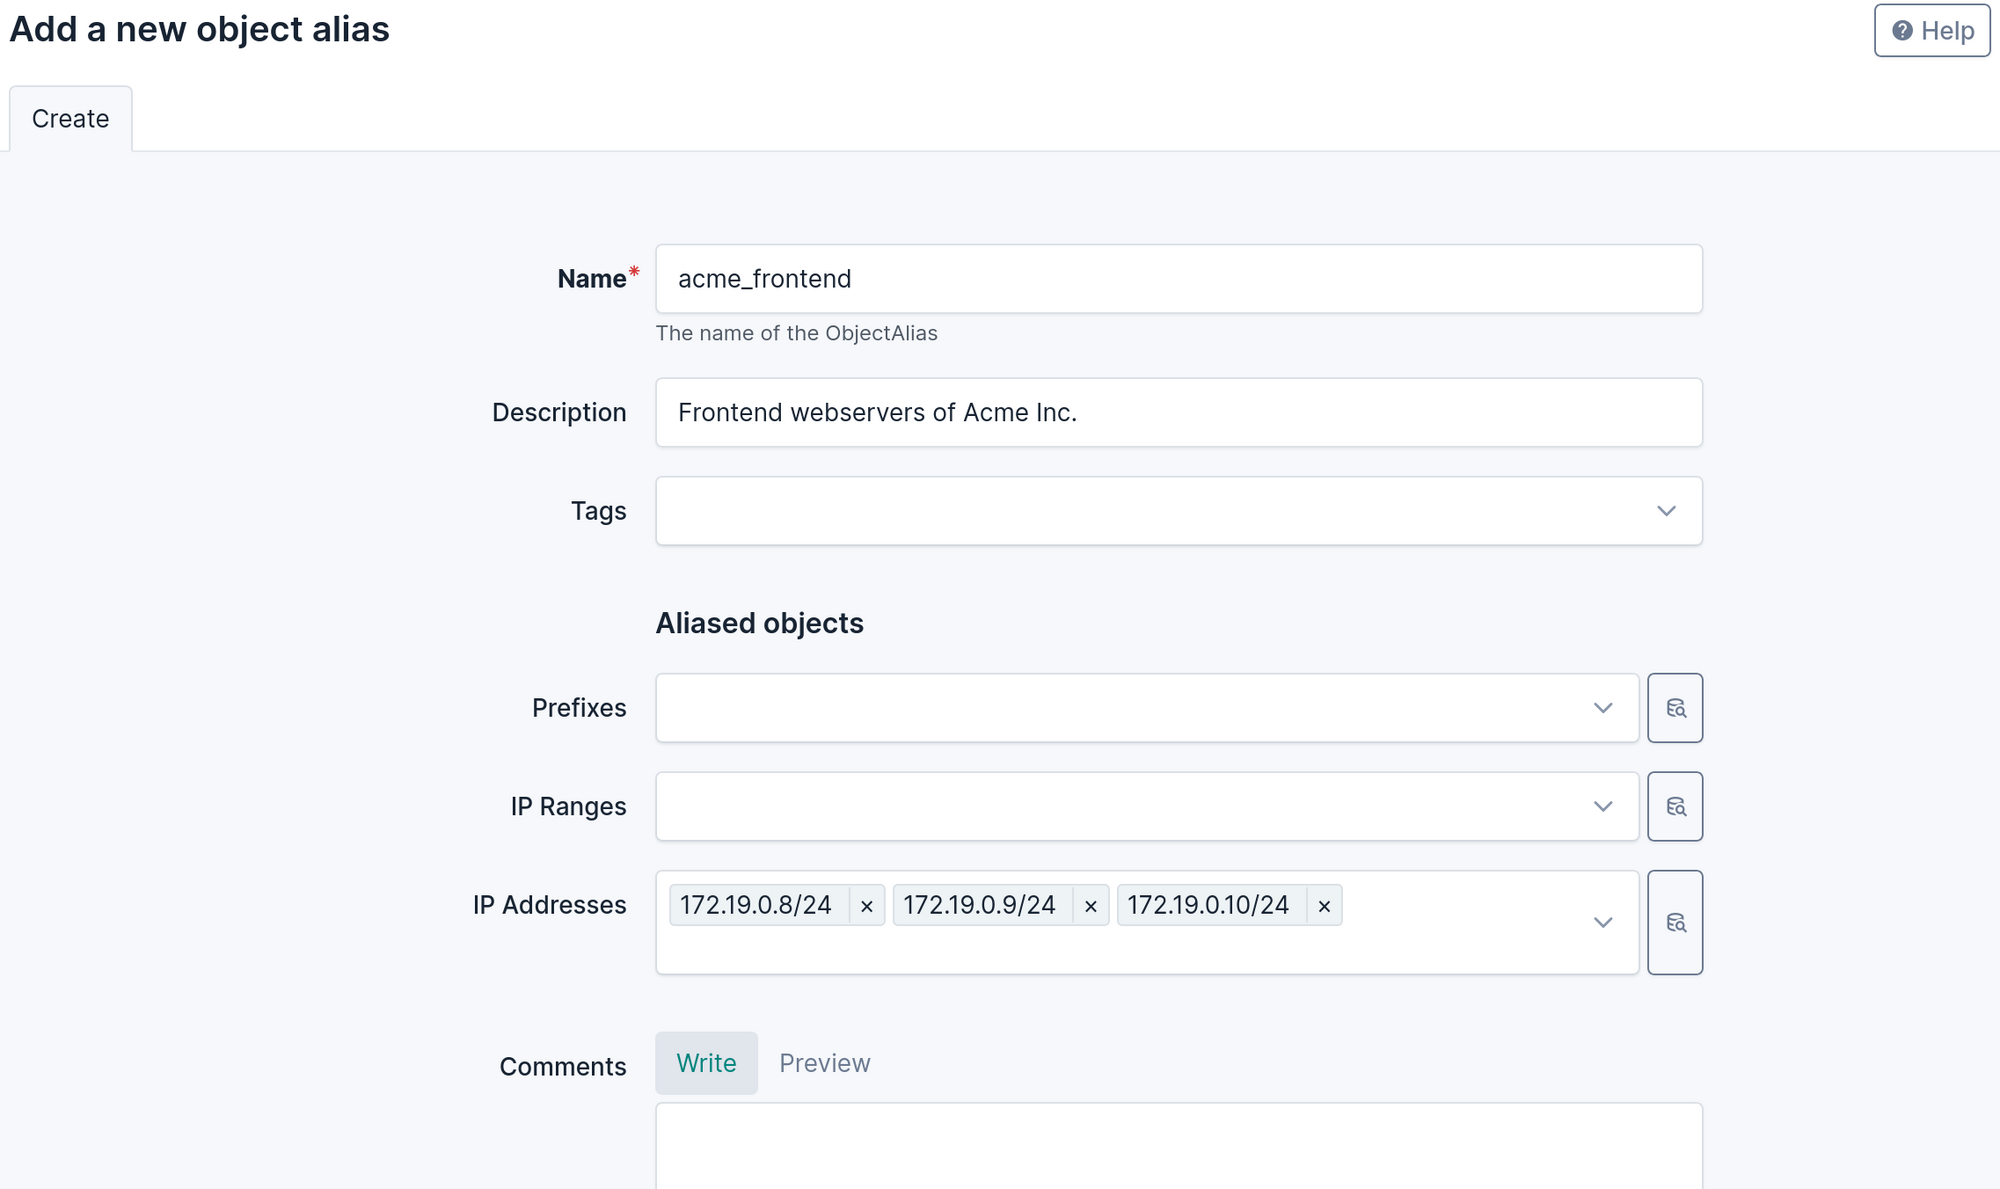 Add a new object alias
Help
Create
Name*
acme_frontend
The name of the ObjectAlias
Description
Frontend webservers of Acme Inc.
Tags
Aliased objects
Prefixes
IP Ranges
IP Addresses
172.19.0.8/24 × 172.19.0.9/24 × 172.19.0.10/24 ×
Comments
Write Preview